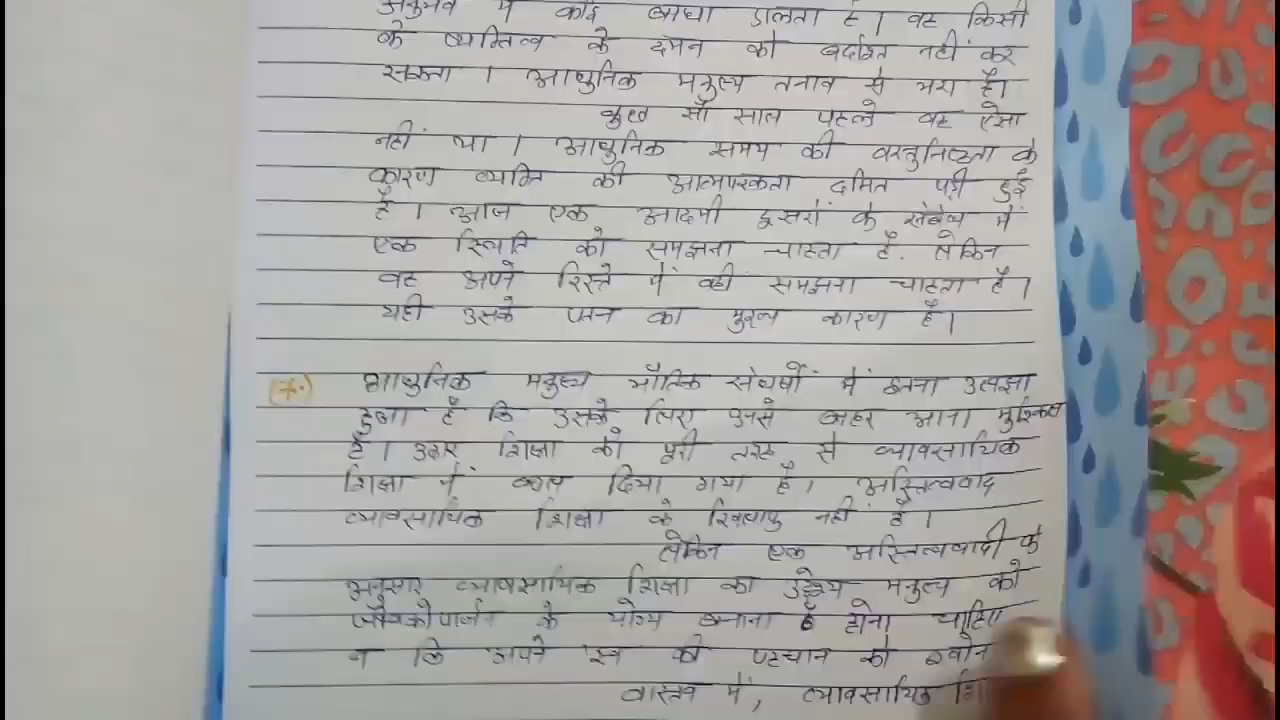 अनुभव में कोई बाधा डालता है। वह किसी
के व्यक्तित्व के दमन को बर्दाश्त नहीं कर
सकता। आधुनिक मनुष्य तनाव से भरा है।
कुछ सौ साल पहले वह ऐसा
नहीं था। आधुनिक समय की वस्तुनिष्ठता के
कारण व्यक्ति की आत्मपरकता दमित पड़ी हुई
है। आज एक आदमी दूसरों के संबंध में
एक स्थिति को समझना चाहता है. लेकिन
वह अपने रिश्ते में वही समझना चाहता है।
यही उसके पतन का मुख्य कारण है।
(7.) आधुनिक मनुष्य भौतिक संघर्षों में इतना उलझा
हुआ है कि उसके लिए उनसे बाहर आना मुश्किल
है। उधर शिक्षा को पूरी तरह से व्यावसायिक
शिक्षा में बदल दिया गया है। अस्तित्ववाद
व्यावसायिक शिक्षा के खिलाफ नहीं है।
लेकिन एक अस्तित्ववादी के
अनुसार व्यावसायिक शिक्षा का उद्देश्य मनुष्य को
के योग्य बनाना होना चाहिए
न कि अपने स्व की पहचान को
वास्तव में, व्यावसायिक